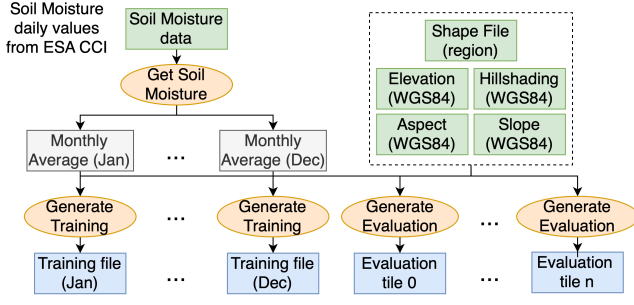 Soil Moisture
daily values
from ESA CCI
Soil Moisture
data
Get Soil
Moisture
Shape File
(region)
Elevation
(WGS84)
Hillshading
(WGS84)
Aspect
(WGS84)
Slope
(WGS84)
Monthly
Average (Jan)
...
Monthly
Average (Dec)
Generate
Training
...
Generate
Training
Generate
Evaluation
...
Generate
Evaluation
Training file
(Jan)
...
Training file
(Dec)
Evaluation
tile 0
...
Evaluation
tile n